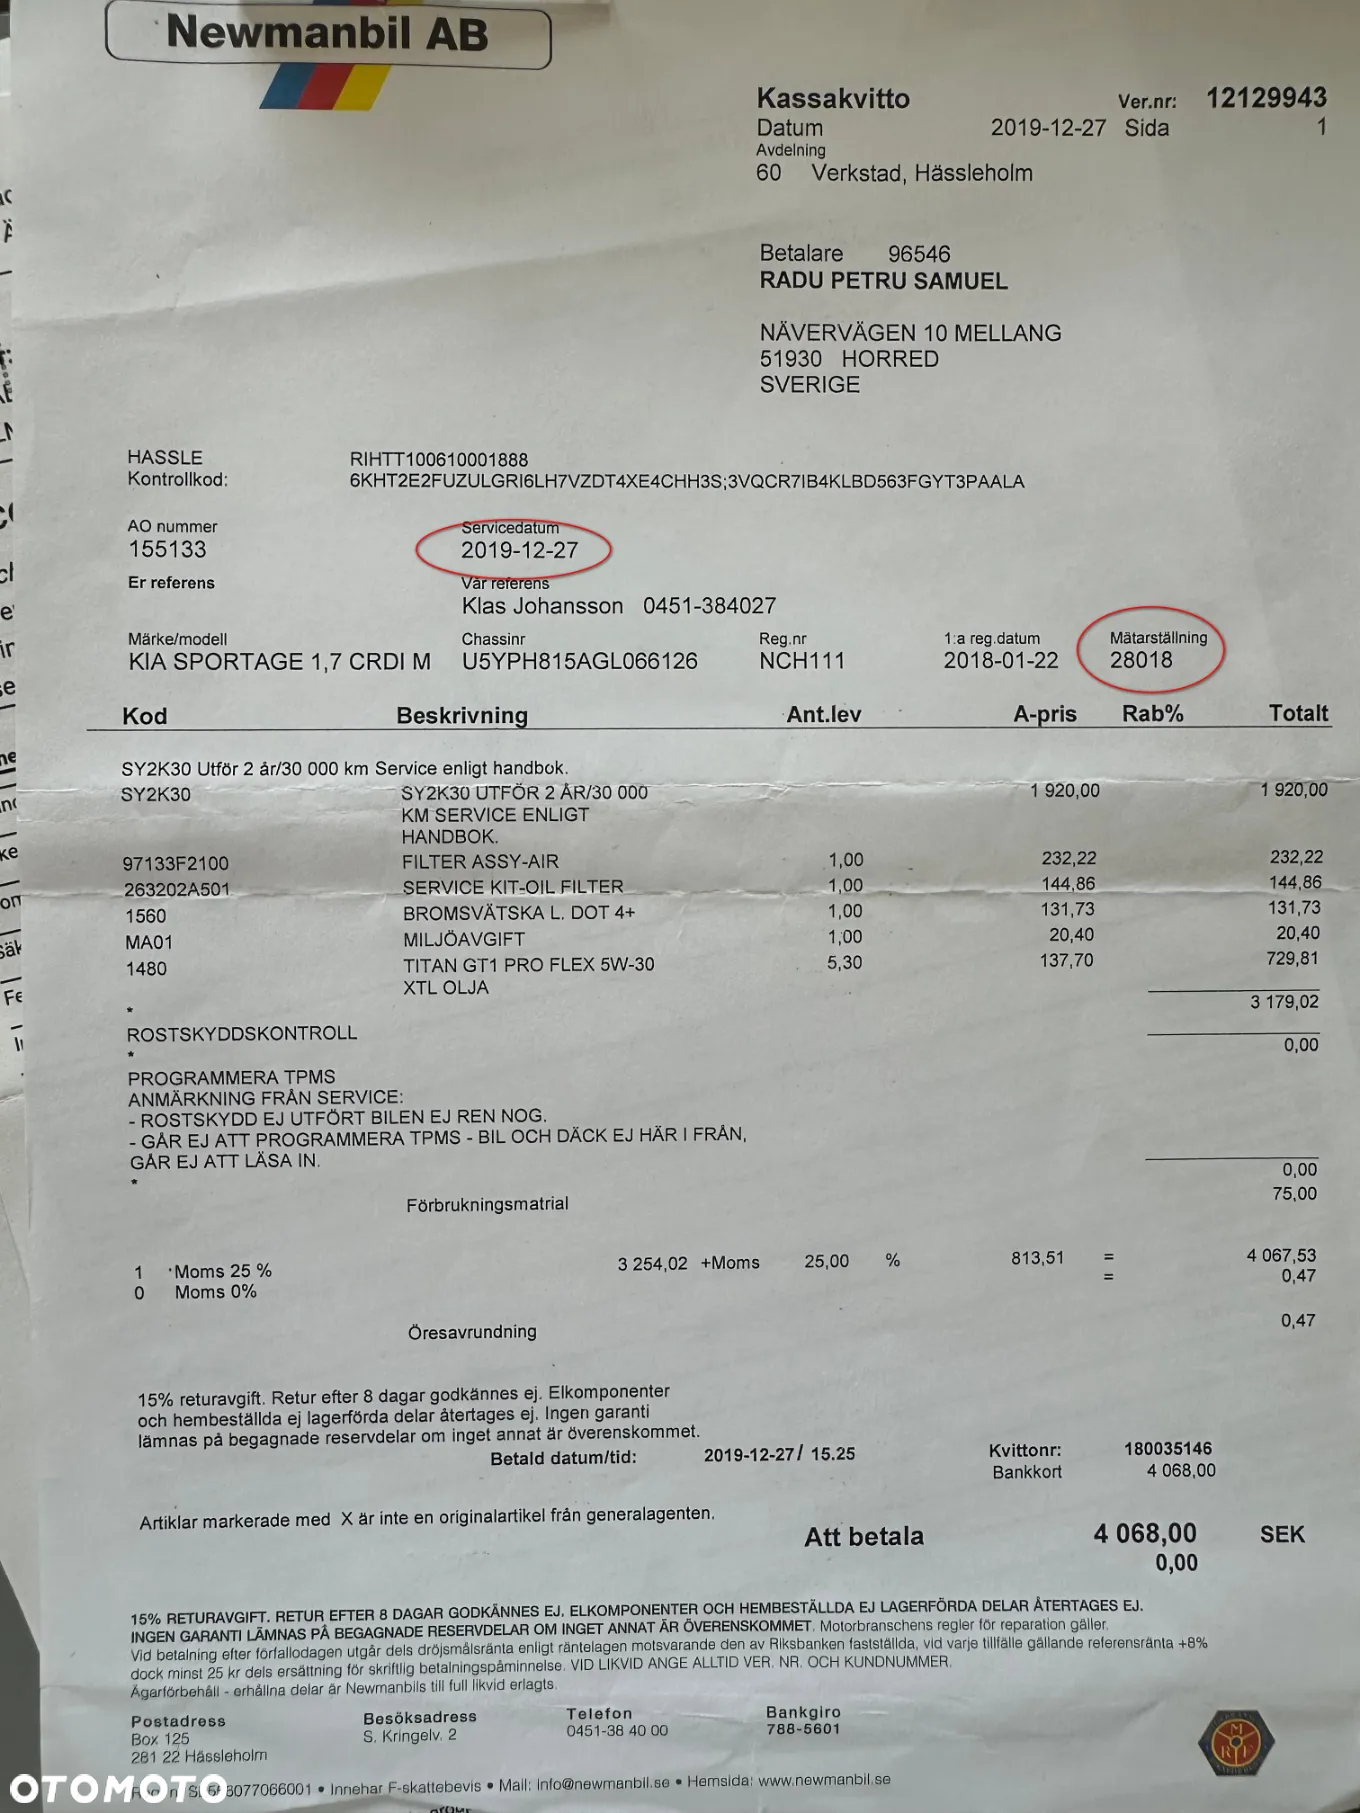 Newmanbil AB
Kassakvitto Ver.nr: 12129943
Datum 2019-12-27 Sida 1
Avdelning
60 Verkstad, Hässleholm
Betalare 96546
RADU PETRU SAMUEL
NÄVERVÄGEN 10 MELLANG
51930 HORRED
SVERIGE
HASSLE RIHTT100610001888
Kontrollkod: 6KHT2E2FUZULGRI6LH7VZDT4XE4CHH3S;3VQCR7IB4KLBD563FGYT3PAALA
AO nummer Servicedatum
155133 2019-12-27
Er referens Vår referens
Klas Johansson 0451-384027
Märke/modell Chassinr Reg.nr 1:a reg.datum Mätarställning
KIA SPORTAGE 1,7 CRDI M U5YPH815AGL066126 NCH111 2018-01-22 28018
Kod Beskrivning Ant.lev A-pris Rab% Totalt
SY2K30 Utför 2 år/30 000 km Service enligt handbok.
SY2K30 SY2K30 UTFÖR 2 ÅR/30 000 1 920,00 1 920,00
KM SERVICE ENLIGT
HANDBOK.
97133F2100 FILTER ASSY-AIR 1,00 232,22 232,22
263202A501 SERVICE KIT-OIL FILTER 1,00 144,86 144,86
1560 BROMSVÄTSKA L. DOT 4+ 1,00 131,73 131,73
MA01 MILJÖAVGIFT 1,00 20,40 20,40
1480 TITAN GT1 PRO FLEX 5W-30 5,30 137,70 729,81
XTL OLJA
* 3 179,02
ROSTSKYDDSKONTROLL
* 0,00
PROGRAMMERA TPMS
ANMÄRKNING FRÅN SERVICE:
- ROSTSKYDD EJ UTFÖRT BILEN EJ REN NOG.
- GÅR EJ ATT PROGRAMMERA TPMS - BIL OCH DÄCK EJ HÄR I FRÅN,
GÅR EJ ATT LÄSA IN.
* 0,00
Förbrukningsmatrial 75,00
1 Moms 25 % 3 254,02 +Moms 25,00 % 813,51 = 4 067,53
0 Moms 0% = 0,47
Öresavrundning 0,47
15% returavgift. Retur efter 8 dagar godkännes ej. Elkomponenter
och hembeställda ej lagerförda delar återtages ej. Ingen garanti
lämnas på begagnade reservdelar om inget annat är överenskommet.
Betald datum/tid: 2019-12-27/ 15.25 Kvittonr: 180035146
Bankkort 4 068,00
Artiklar markerade med X är inte en originalartikel från generalagenten.
Att betala 4 068,00 SEK
0,00
15% RETURAVGIFT. RETUR EFTER 8 DAGAR GODKÄNNES EJ. ELKOMPONENTER OCH HEMBESTÄLLDA EJ LAGERFÖRDA DELAR ÅTERTAGES EJ.
INGEN GARANTI LÄMNAS PÅ BEGAGNADE RESERVDELAR OM INGET ANNAT ÄR ÖVERENSKOMMET. Motorbranschens regler för reparation gäller.
Vid betalning efter förfallodagen utgår dels dröjsmålsränta enligt räntelagen motsvarande den av Riksbanken fastställda, vid varje tillfälle gällande referensränta +8%
dock minst 25 kr dels ersättning för skriftlig betalningspåminnelse. VID LIKVID ANGE ALLTID VER. NR. OCH KUNDNUMMER.
Ägarförbehåll - erhållna delar är Newmanbils till full likvid erlagts.
Postadress Besöksadress Telefon Bankgiro
Box 125 S. Kringelv. 2 0451-38 40 00 788-5601
281 22 Hässleholm
MRF
• Innehar F-skattebevis • Mail: info@newmanbil.se • Hemsida: www.newmanbil.se
OTOMOTO